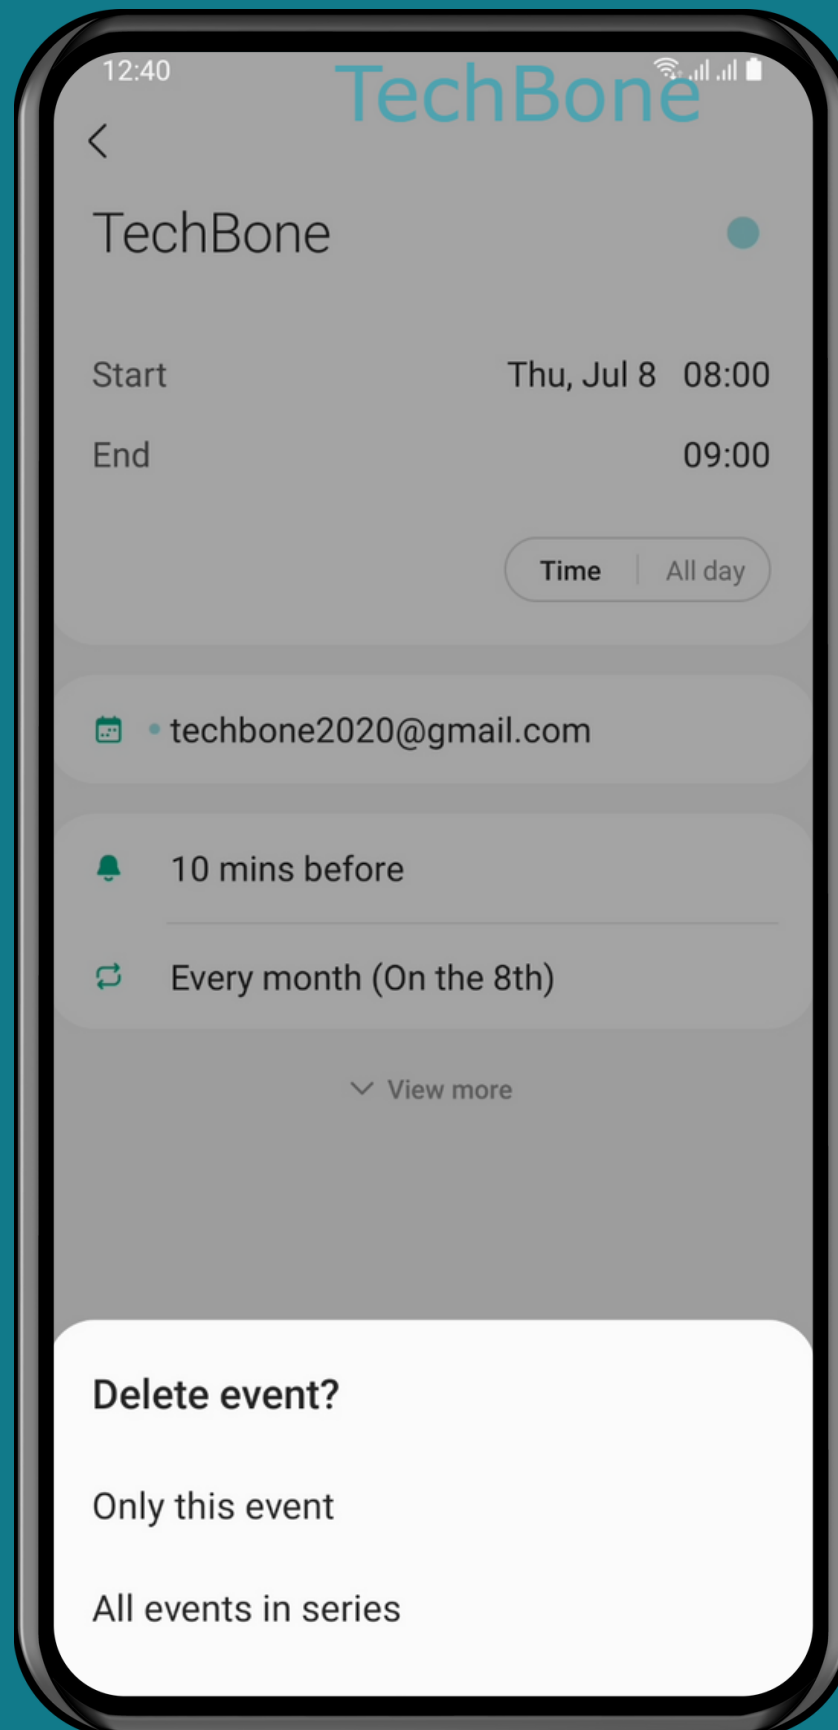 12:40
TechBone
TechBone
Start Thu, Jul 8 08:00
End 09:00
Time All day
techbone2020@gmail.com
10 mins before
Every month (On the 8th)
View more
Delete event?
Only this event
All events in series